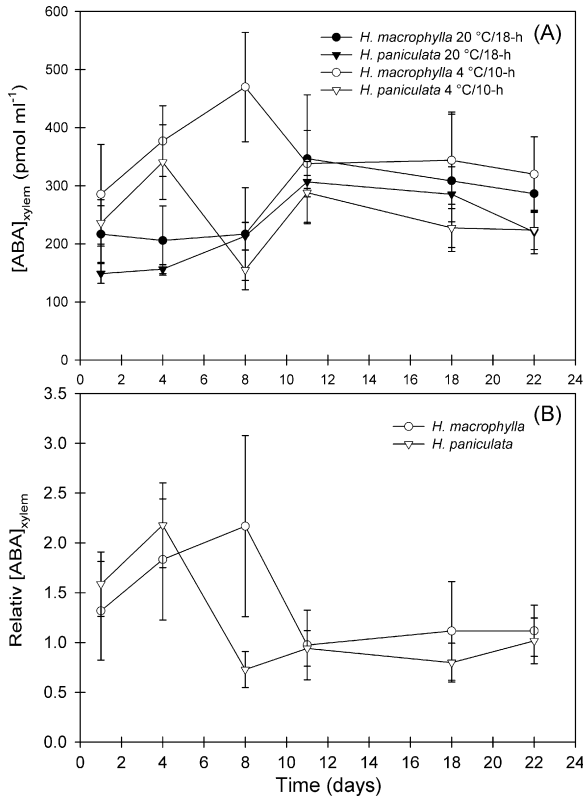 (A)
H. macrophylla 20 °C/18-h
H. paniculata 20 °C/18-h
H. macrophylla 4 °C/10-h
H. paniculata 4 °C/10-h
[ABA]xylem (pmol ml-1)
600
500
400
300
200
100
0
0 2 4 6 8 10 12 14 16 18 20 22 24
(B)
H. macrophylla
H. paniculata
Relativ [ABA]xylem
3.5
3.0
2.5
2.0
1.5
1.0
0.5
0.0
0 2 4 6 8 10 12 14 16 18 20 22 24
Time (days)